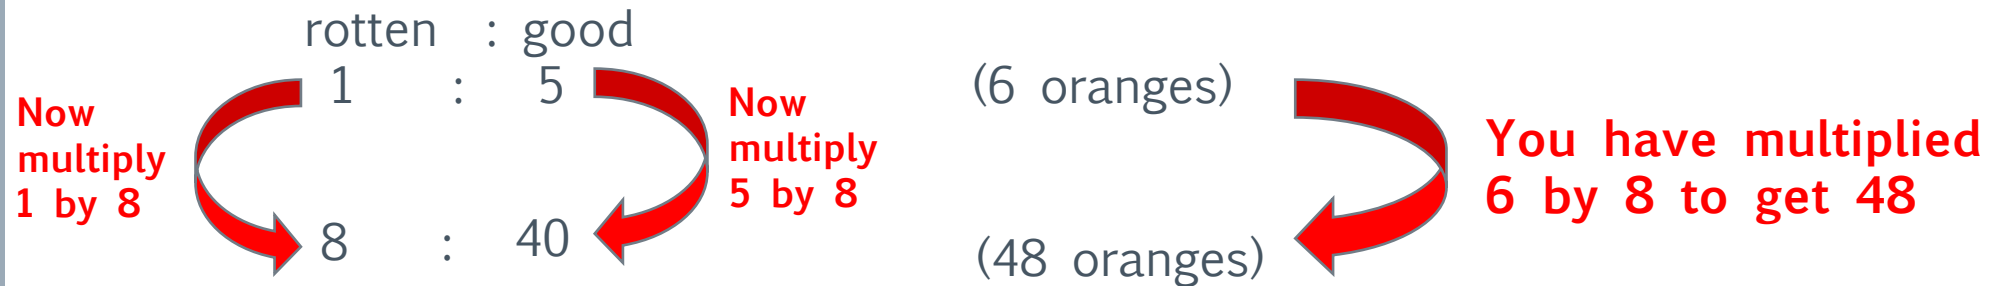 rotten : good
1 : 5 (6 oranges)
Now
multiply
1 by 8
Now
multiply
5 by 8
You have multiplied
6 by 8 to get 48
8 : 40 (48 oranges)